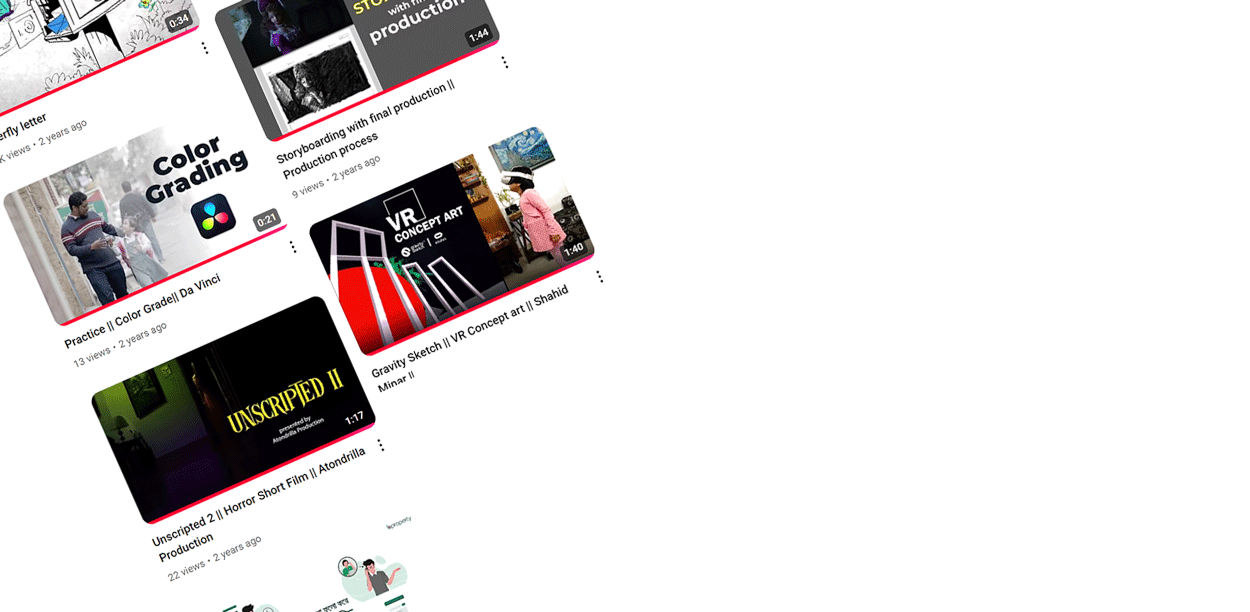 0:34
erfly letter
K views • 2 years ago
STO
with fin
production
1:44
Storyboarding with final production ||
Production process
9 views • 2 years ago
Color
Grading
0:21
Practice || Color Grade|| Da Vinci
13 views • 2 years ago
VR
CONCEPT ART
1:40
Gravity Sketch || VR Concept art || Shahid
Minar ||
UNSCRIPTED II
presented by
Atondrilla Production
1:17
Unscripted 2 || Horror Short Film || Atondrilla
Production
22 views • 2 years ago